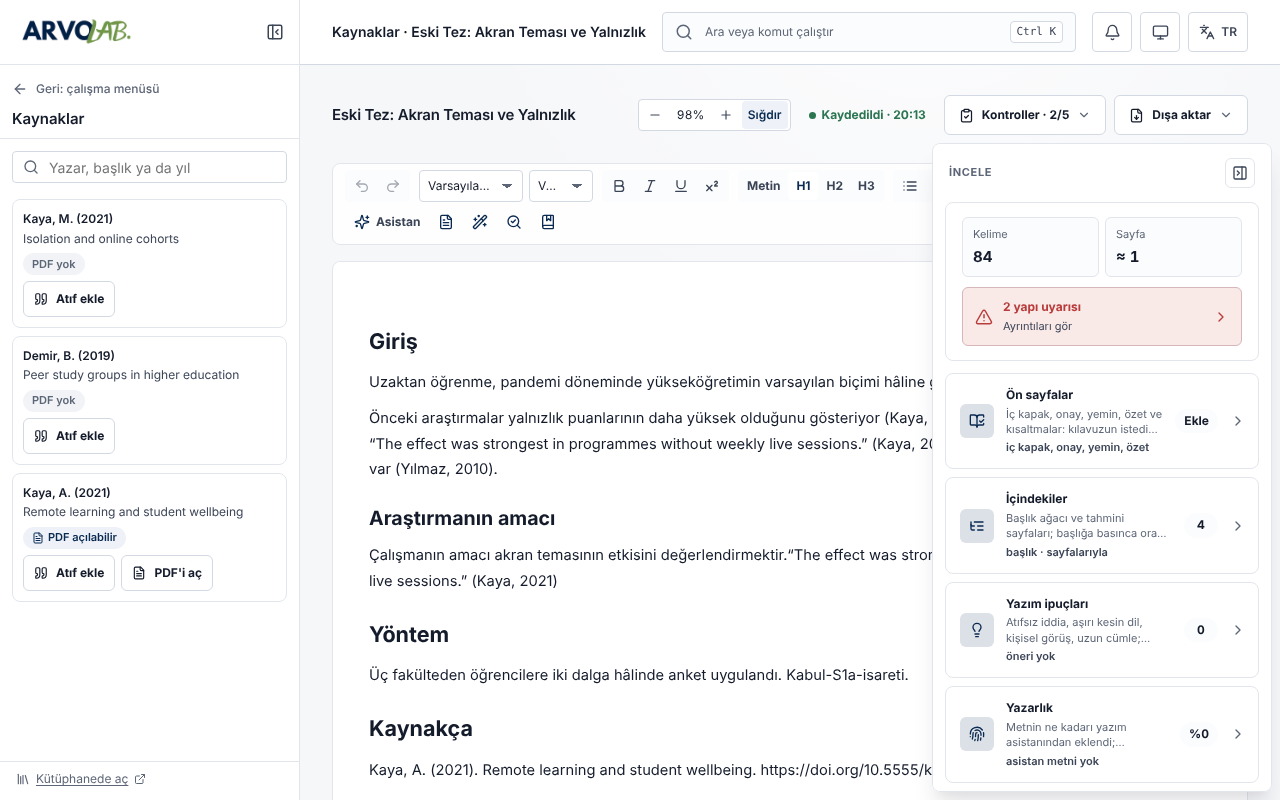 ARVOLAB.
Geri: çalışma menüsü
Kaynaklar
Yazar, başlık ya da yıl
Kaya, M. (2021)
Isolation and online cohorts
PDF yok
Atıf ekle
Demir, B. (2019)
Peer study groups in higher education
PDF yok
Atıf ekle
Kaya, A. (2021)
Remote learning and student wellbeing
PDF açılabilir
Atıf ekle PDF'i aç
Kütüphanede aç
Kaynaklar · Eski Tez: Akran Teması ve Yalnızlık
Ara veya komut çalıştır Ctrl K
TR
Eski Tez: Akran Teması ve Yalnızlık
98% Sığdır
Kaydedildi · 20:13
Kontroller · 2/5
Dışa aktar
Varsayıla... V... B I U x² Metin H1 H2 H3
Asistan
Giriş
Uzaktan öğrenme, pandemi döneminde yükseköğretimin varsayılan biçimi hâline
Önceki araştırmalar yalnızlık puanlarının daha yüksek olduğunu gösteriyor (Kaya,
“The effect was strongest in programmes without weekly live sessions.” (Kaya, 20
var (Yılmaz, 2010).
Araştırmanın amacı
Çalışmanın amacı akran temasının etkisini değerlendirmektir.“The effect was stron
live sessions.” (Kaya, 2021)
Yöntem
Üç fakülteden öğrencilere iki dalga hâlinde anket uygulandı. Kabul-S1a-isareti.
Kaynakça
Kaya, A. (2021). Remote learning and student wellbeing. https://doi.org/10.5555/k
İNCELE
Kelime
84
Sayfa
≈ 1
2 yapı uyarısı
Ayrıntıları gör
Ön sayfalar
İç kapak, onay, yemin, özet ve
kısaltmalar: kılavuzun istedi...
iç kapak, onay, yemin, özet
Ekle
İçindekiler
Başlık ağacı ve tahmini
sayfaları; başlığa basınca ora...
başlık · sayfalarıyla
4
Yazım ipuçları
Atıfsız iddia, aşırı kesin dil,
kişisel görüş, uzun cümle;...
öneri yok
0
Yazarlık
Metnin ne kadarı yazım
asistanından eklendi;...
asistan metni yok
%0